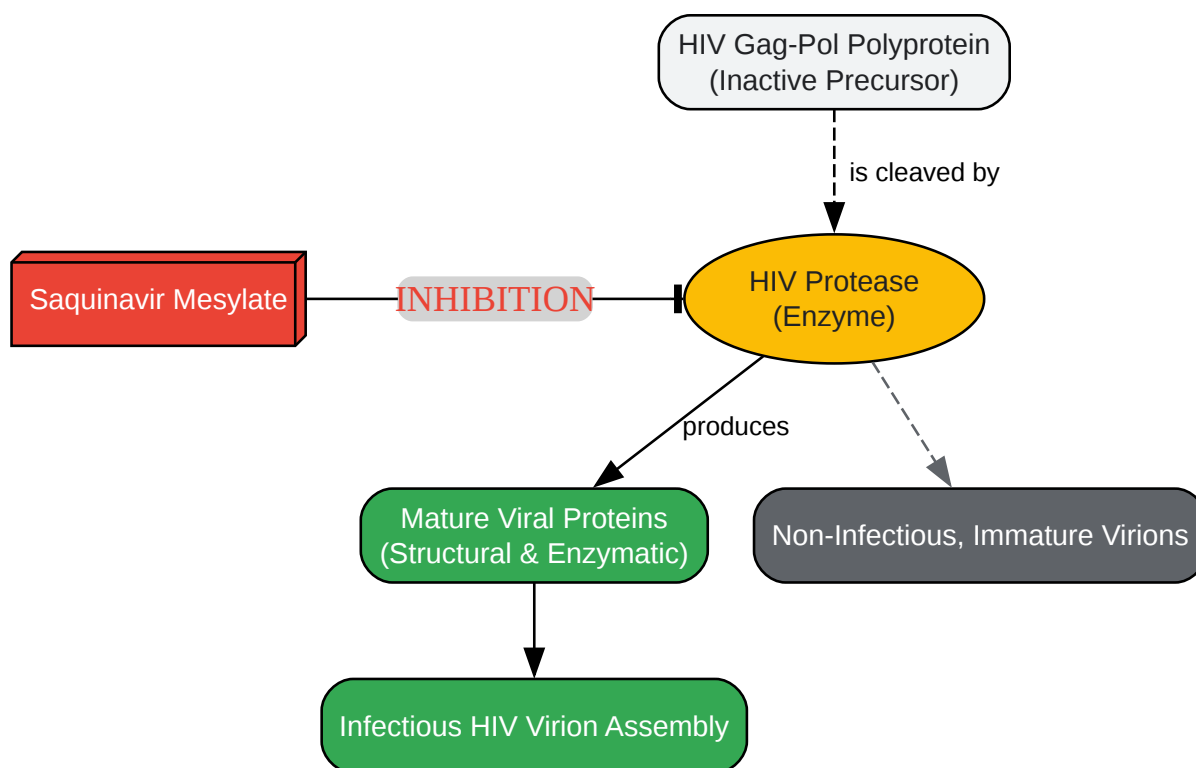 HIV Gag-Pol Polyprotein
(Inactive Precursor)
is cleaved by
Saquinavir Mesylate
INHIBITION
HIV Protease
(Enzyme)
produces
Mature Viral Proteins
(Structural & Enzymatic)
Non-Infectious, Immature Virions
Infectious HIV Virion Assembly